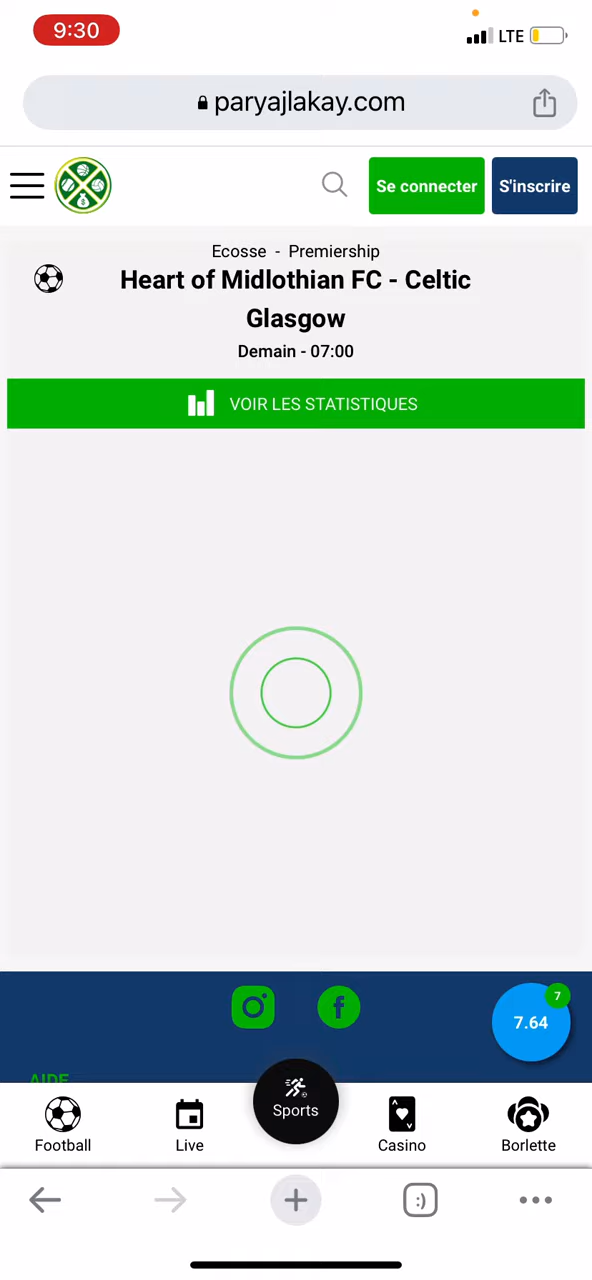 9:30
LTE
paryajlakay.com
Se connecter
S'inscrire
Ecosse - Premiership
Heart of Midlothian FC - Celtic
Glasgow
Demain - 07:00
VOIR LES STATISTIQUES
7
7.64
AIDE
Football
Live
Sports
Casino
Borlette
:)